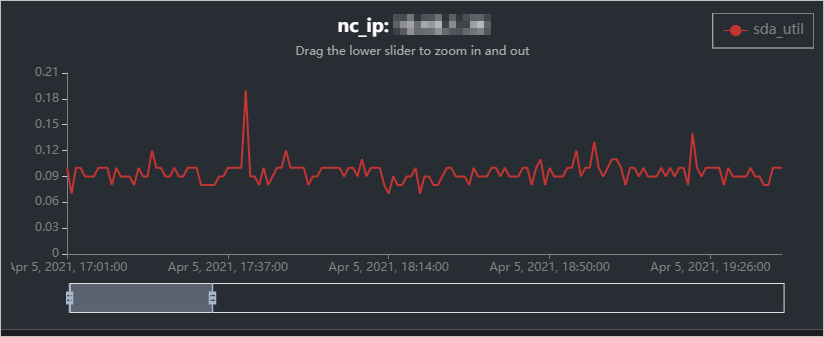 nc_ip:
sda_util
Drag the lower slider to zoom in and out
0.21
0.18
0.15
0.12
0.09
0.06
0.03
0
Apr 5, 2021, 17:01:00
Apr 5, 2021, 17:37:00
Apr 5, 2021, 18:14:00
Apr 5, 2021, 18:50:00
Apr 5, 2021, 19:26:00